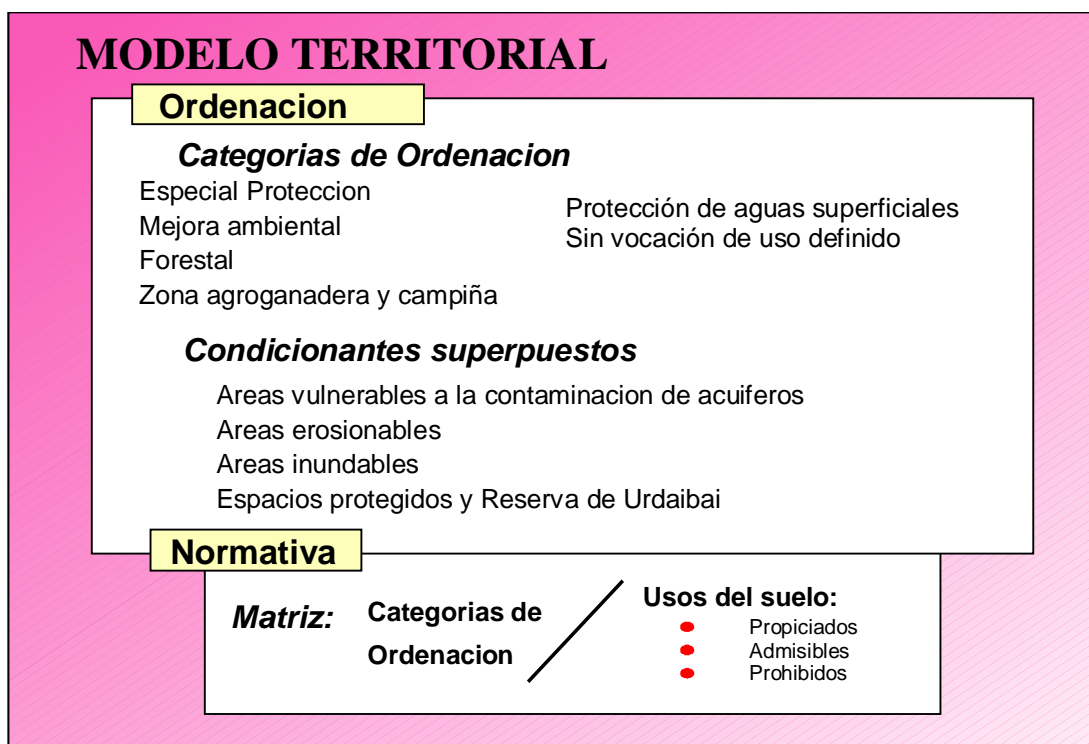 MODELO TERRITORIAL
Ordenacion
Categorias de Ordenacion
Especial Proteccion
Mejora ambiental
Forestal
Zona agroganadera y campiña
Protección de aguas superficiales
Sin vocación de uso definido
Condicionantes superpuestos
Areas vulnerables a la contaminacion de acuiferos
Areas erosionables
Areas inundables
Espacios protegidos y Reserva de Urdaibai
Normativa
Matriz:
Categorias de
Ordenacion
Usos del suelo:
Propiciados
Admisibles
Prohibidos